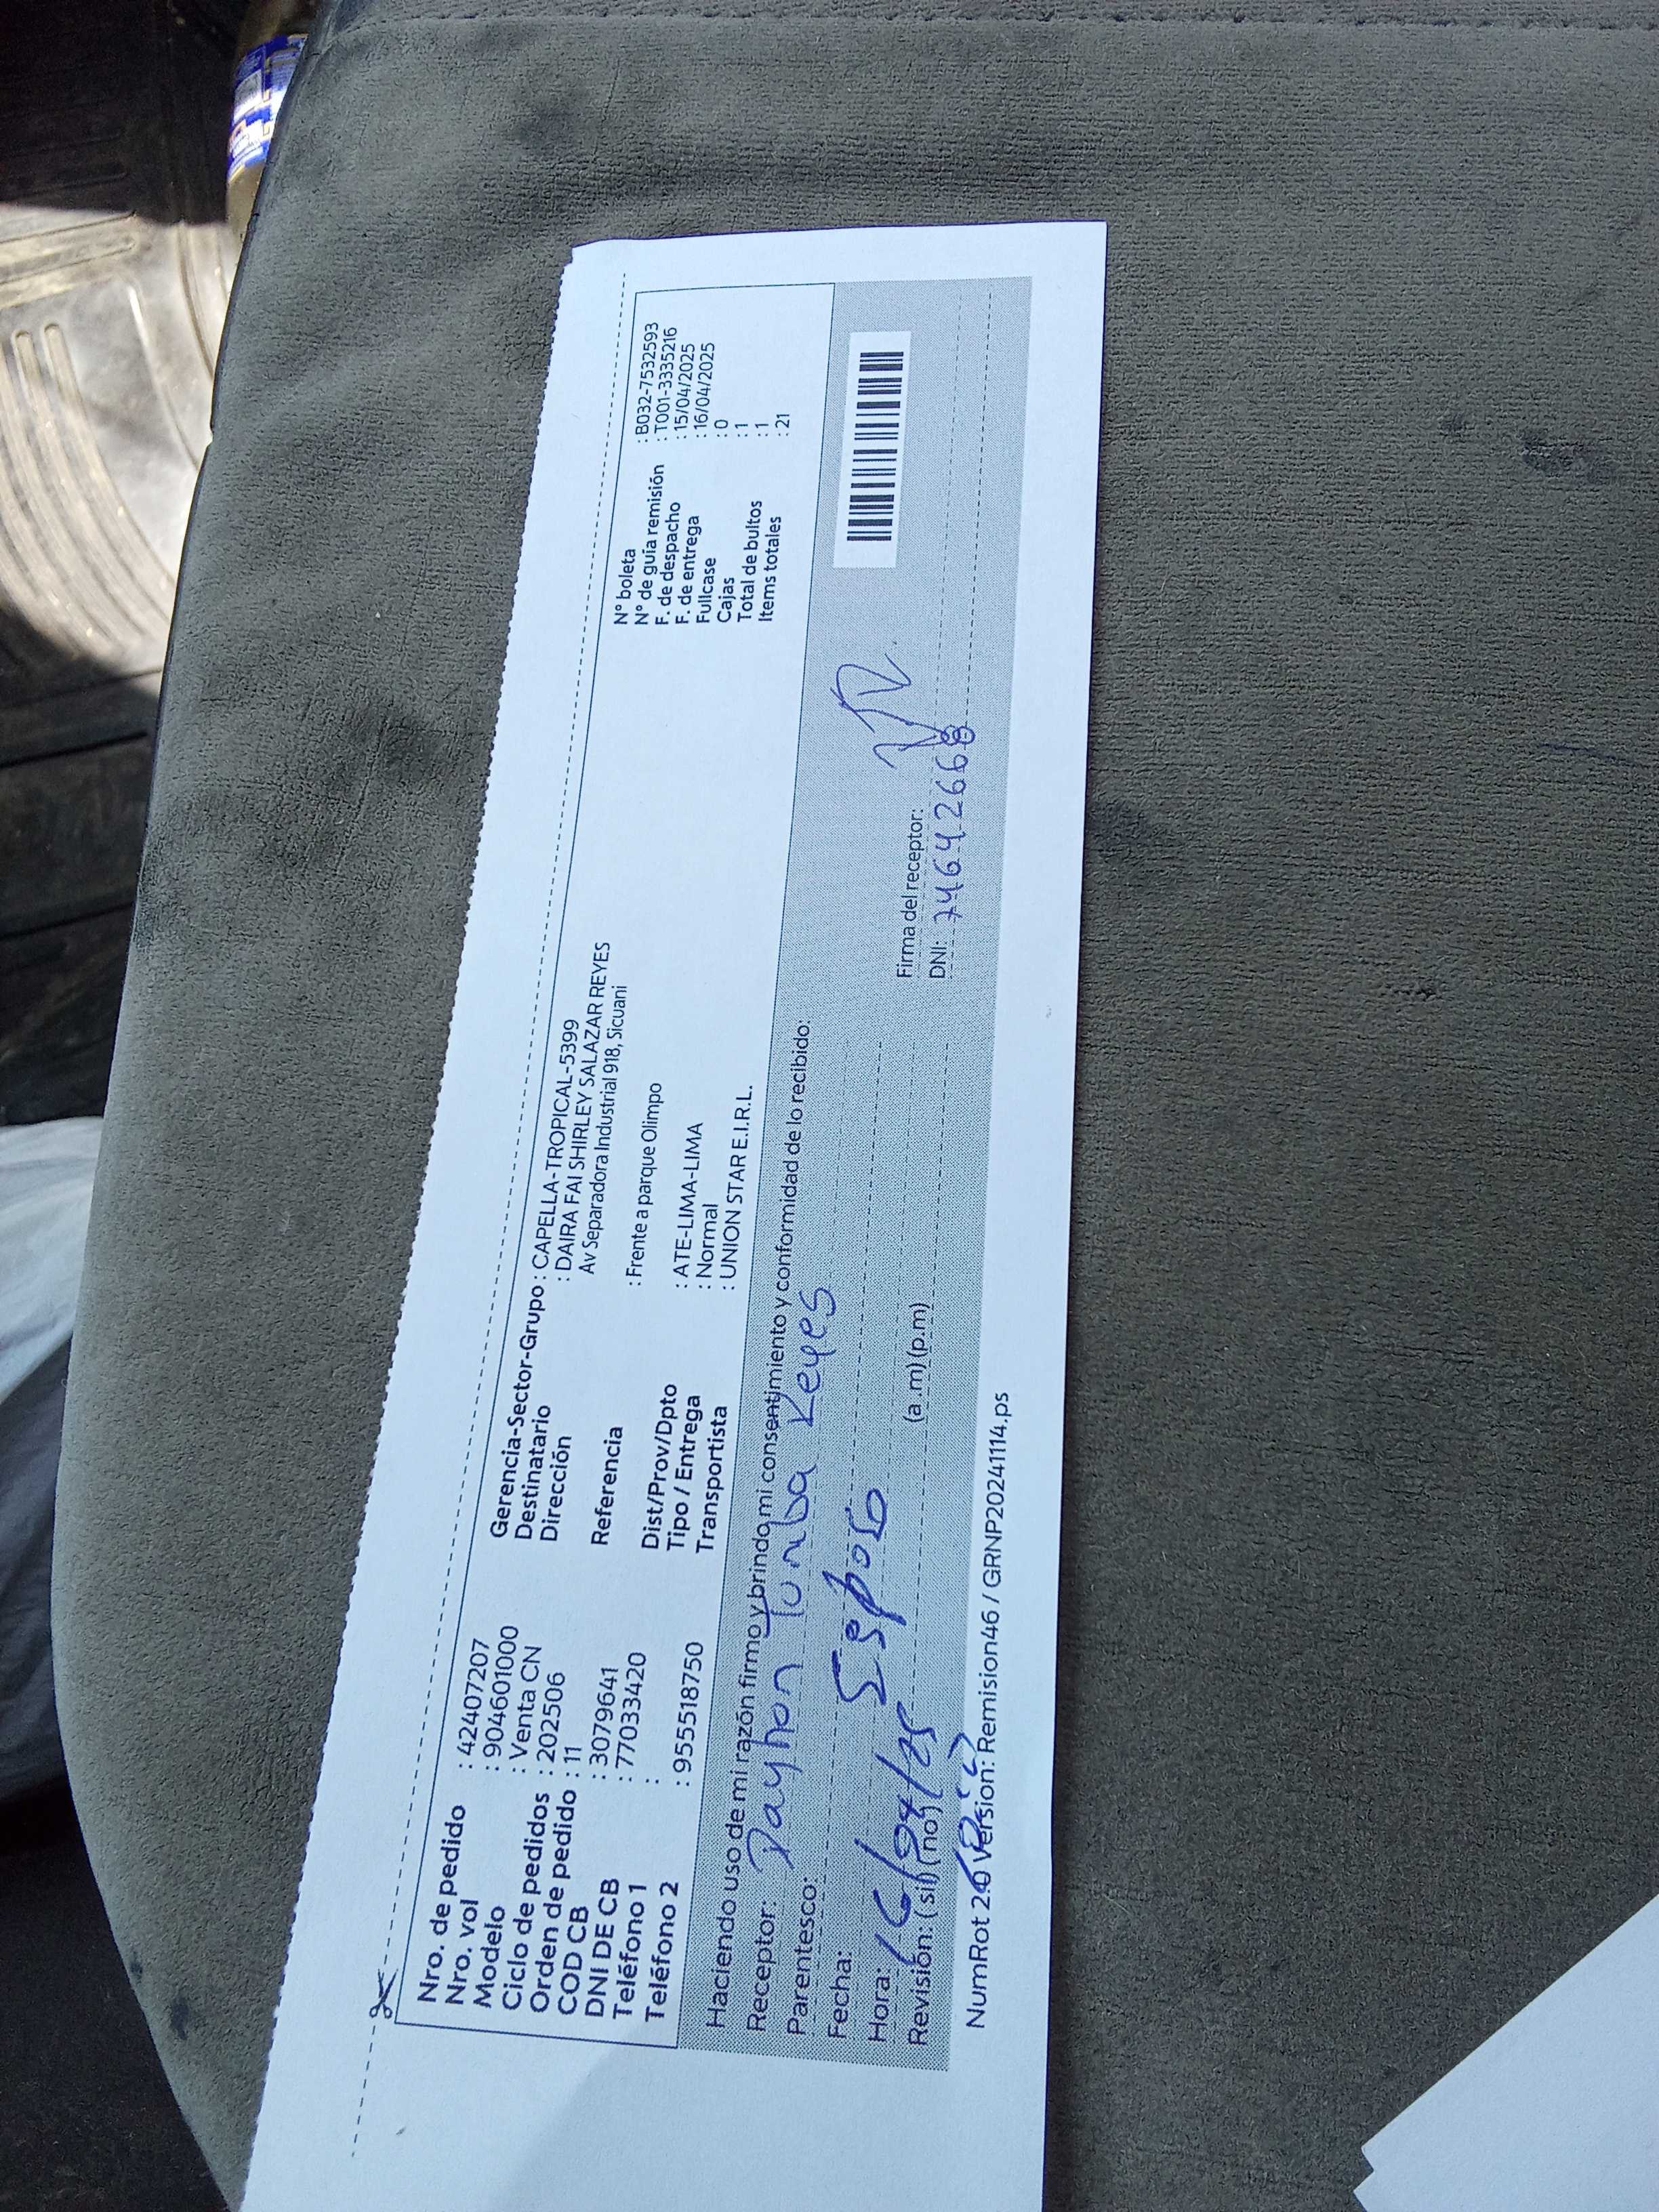 Nro. de pedido : 42407207
Nro. vol : 904601000
Modelo : Venta CN
Ciclo de pedidos : 202506
Orden de pedido : 11
COD CB : 3079641
DNI DE CB : 77033420
Teléfono 1 :
Teléfono 2 : 955518750
Gerencia-Sector-Grupo : CAPELLA-TROPICAL-5399
Destinatario : DAIRA FAI SHIRLEY SALAZAR REYES
Dirección Av Separadora Industrial 918, Sicuani
Referencia : Frente a parque Olimpo
Dist/Prov/Dpto : ATE-LIMA-LIMA
Tipo / Entrega : Normal
Transportista : UNION STAR E.I.R.L.
N° boleta : B032-7532593
N° de guía remisión : T001-3335216
F. de despacho : 15/04/2025
F. de entrega : 16/04/2025
Fullcase : 0
Cajas : 1
Total de bultos : 1
Items totales : 21
Haciendo uso de mi razón firmo y brindo mi consentimiento y conformidad de lo recibido:
Receptor: Dayhon Tumba Reyes
Parentesco: Esposo
Fecha: 16/04/25
Hora: (a .m) (p.m)
Revisión: (si) (no)
Firma del receptor:
DNI: 74642668
NumRot 2.0 Version: Remision46 / GRNP20241114.ps